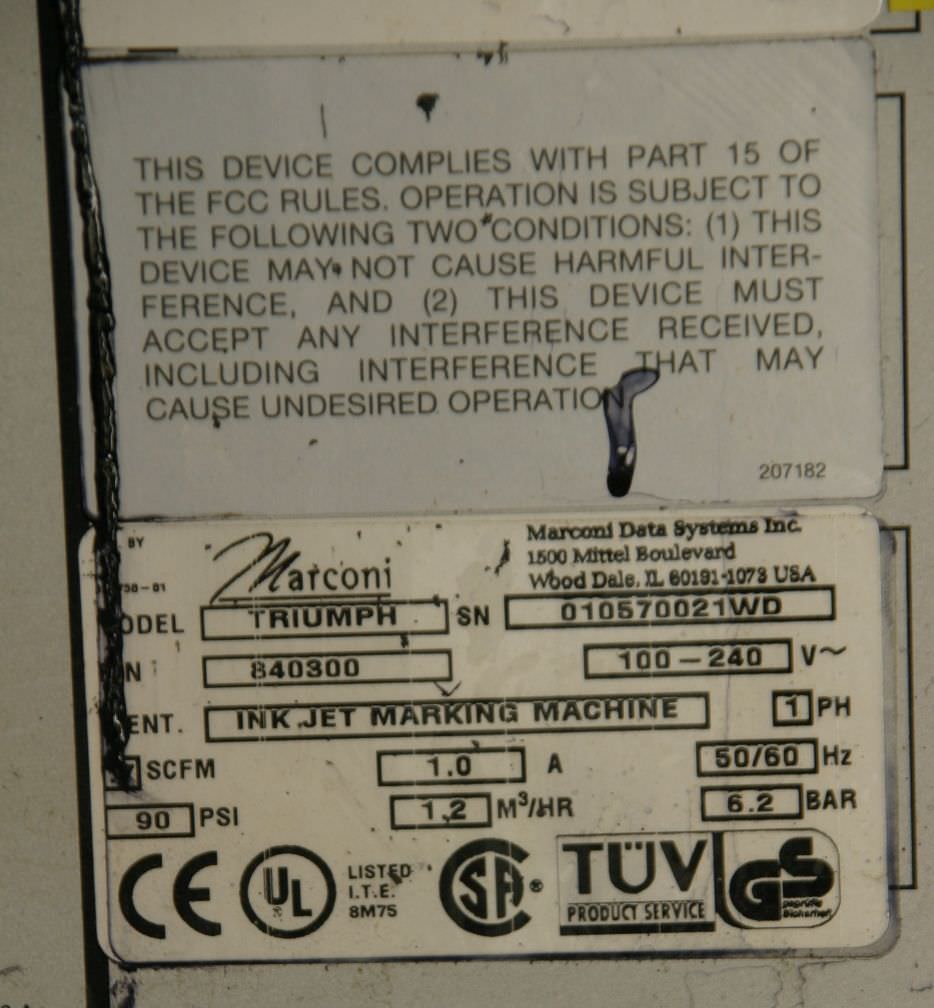 THIS DEVICE COMPLIES WITH PART 15 OF
THE FCC RULES. OPERATION IS SUBJECT TO
THE FOLLOWING TWO CONDITIONS: (1) THIS
DEVICE MAY NOT CAUSE HARMFUL INTER-
FERENCE, AND (2) THIS DEVICE MUST
ACCEPT ANY INTERFERENCE RECEIVED,
INCLUDING INTERFERENCE THAT MAY
CAUSE UNDESIRED OPERATION
207182
BY Marconi
Marconi Data Systems Inc.
1500 Mittel Boulevard
Wood Dale, IL 60191-1073 USA
ODEL TRIUMPH SN 010570021WD
N 840300 100-240 V~
ENT. INK JET MARKING MACHINE 1 PH
SCFM 1.0 A 50/60 Hz
90 PSI 1.2 M³/HR 6.2 BAR
CE UL LISTED SA TÜV GS
I.T.E.
8M75 PRODUCT SERVICE geprüfte
Sicherheit